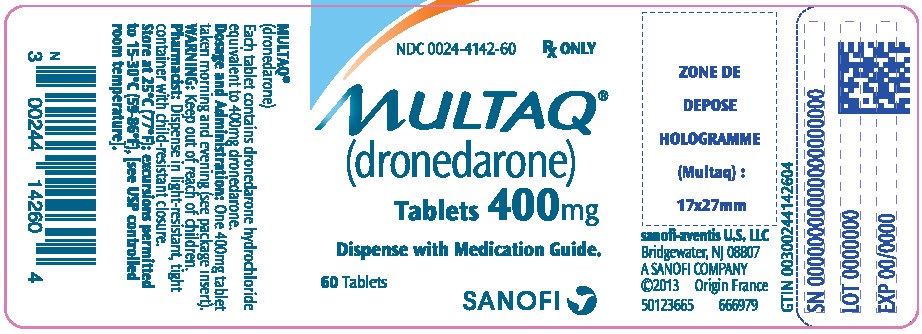 MULTAQ®
(dronedarone)
Each tablet contains dronedarone hydrochloride
equivalent to 400mg dronedarone.
Dosage and Administration: One 400mg tablet
taken morning and evening (see package insert).
WARNING: Keep out of reach of children.
Pharmacist: Dispense in light-resistant, tight
container with child-resistant closure.
Store at 25°C (77°F); excursions permitted
to 15-30°C (59-86°F), [see USP controlled
room temperature].
N
3 00244 14260 4
NDC 0024-4142-60 Rx ONLY
MULTAQ®
(dronedarone)
Tablets 400mg
Dispense with Medication Guide.
60 Tablets
SANOFI
ZONE DE
DEPOSE
HOLOGRAMME
(Multaq) :
17x27mm
sanofi-aventis U.S, LLC
Bridgewater, NJ 08807
A SANOFI COMPANY
©2013 Origin France
50123665 666979
GTIN 00300244142604
SN 00000000000000000000
LOT 0000000
EXP 00/0000